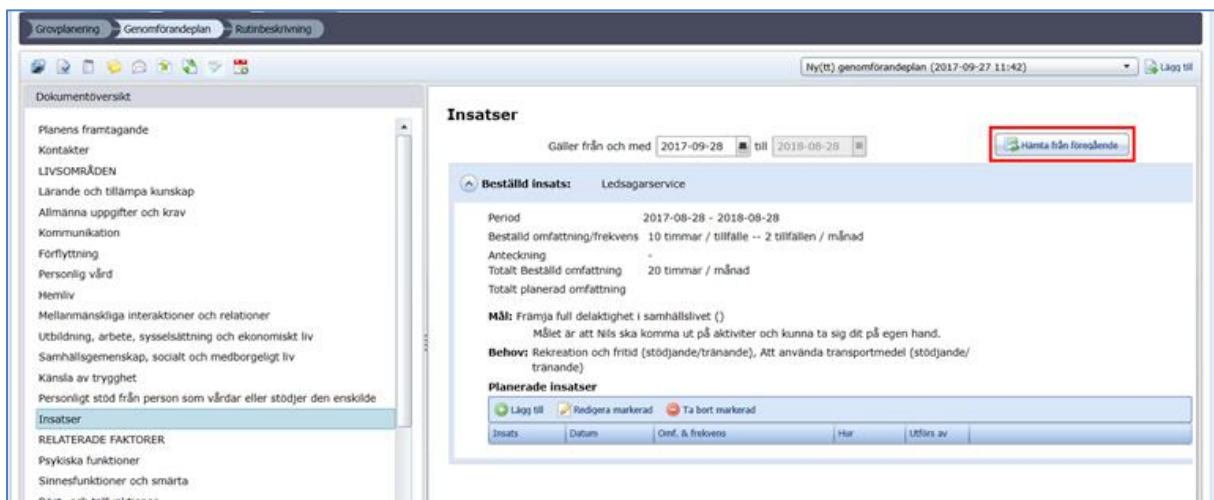 Grovplanering Genomförandeplan Rutinbeskrivning
Ny(tt) genomförandeplan (2017-09-27 11:42) Lägg till
Dokumentöversikt
Planens framtagande
Kontakter
LIVSOMRÅDEN
Lärande och tillämpa kunskap
Allmänna uppgifter och krav
Kommunikation
Förflyttning
Personlig vård
Hemliv
Mellanmänskliga interaktioner och relationer
Utbildning, arbete, sysselsättning och ekonomiskt liv
Samhällsgemenskap, socialt och medborgeligt liv
Känsla av trygghet
Personligt stöd från person som vårdar eller stödjer den enskilde
Insatser
RELATERADE FAKTORER
Psykiska funktioner
Sinnesfunktioner och smärta
Insatser
Gäller från och med 2017-09-28 till 2018-08-28 Hämta från föregående
Beställd insats: Ledsagarservice
Period 2017-08-28 - 2018-08-28
Beställd omfattning/frekvens 10 timmar / tillfälle -- 2 tillfällen / månad
Anteckning -
Totalt Beställd omfattning 20 timmar / månad
Totalt planerad omfattning
Mål: Främja full delaktighet i samhällslivet ()
Målet är att Nils ska komma ut på aktiviter och kunna ta sig dit på egen hand.
Behov: Rekreation och fritid (stödjande/tränande), Att använda transportmedel (stödjande/
tränande)
Planerade insatser
Lägg till Redigera markerad Ta bort markerad
Insats Datum Omf. & frekvens Hur Utförs av